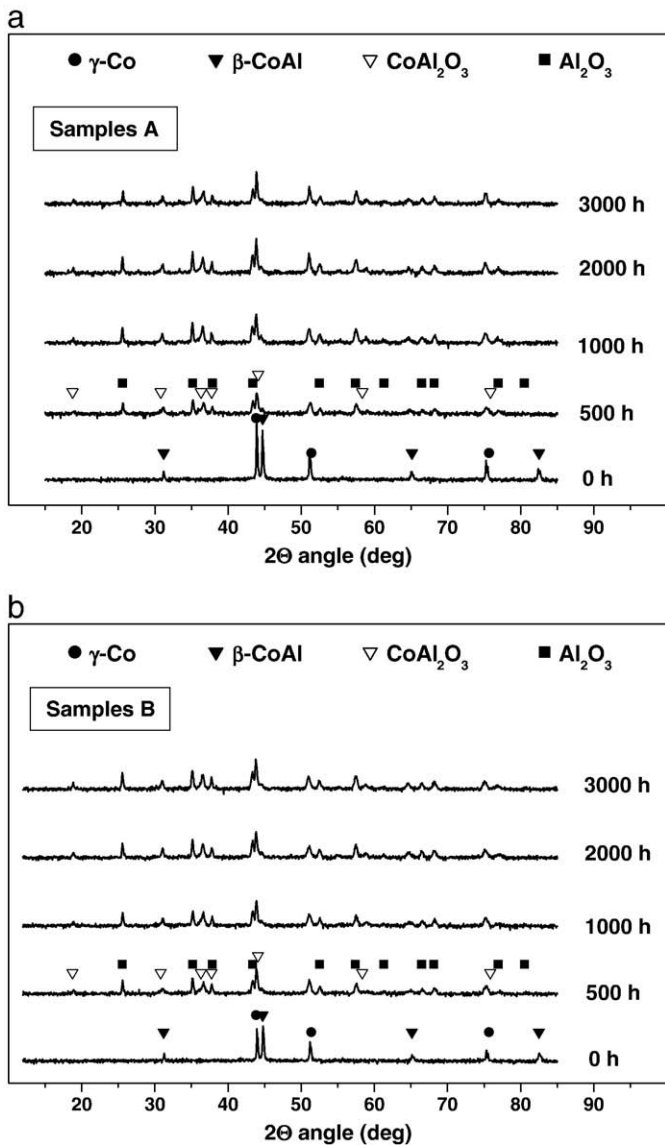 a
● γ-Co ▼ β-CoAl ▽ CoAl₂O₃ ■ Al₂O₃
Samples A
3000 h
2000 h
1000 h
500 h
0 h
20 30 40 50 60 70 80 90
2Θ angle (deg)
b
● γ-Co ▼ β-CoAl ▽ CoAl₂O₃ ■ Al₂O₃
Samples B
3000 h
2000 h
1000 h
500 h
0 h
20 30 40 50 60 70 80 90
2Θ angle (deg)